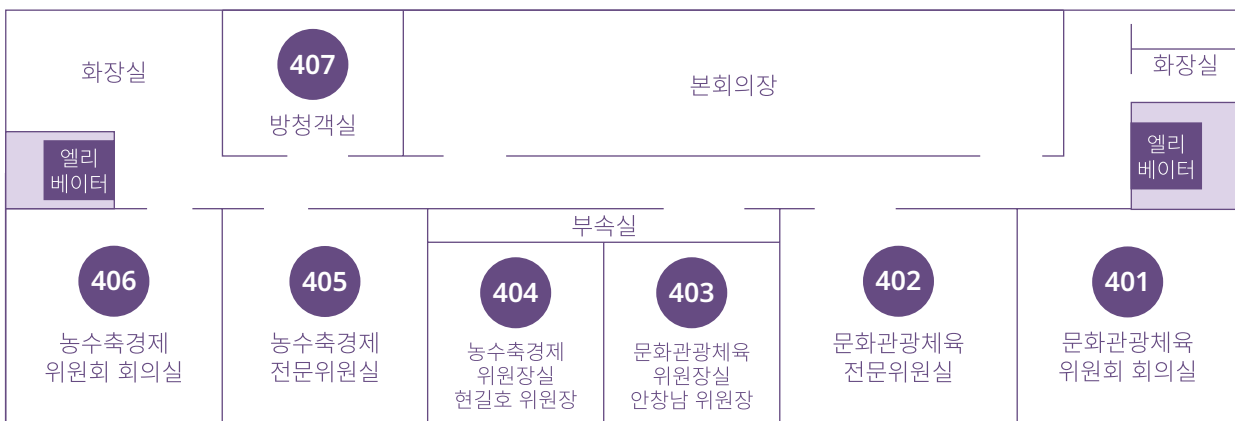 화장실
407
방청객실
본회의장
화장실
엘리
베이터
엘리
베이터
부속실
406
농수축경제
위원회 회의실
405
농수축경제
전문위원실
404
농수축경제
위원장실
현길호 위원장
403
문화관광체육
위원장실
안창남 위원장
402
문화관광체육
전문위원실
401
문화관광체육
위원회 회의실